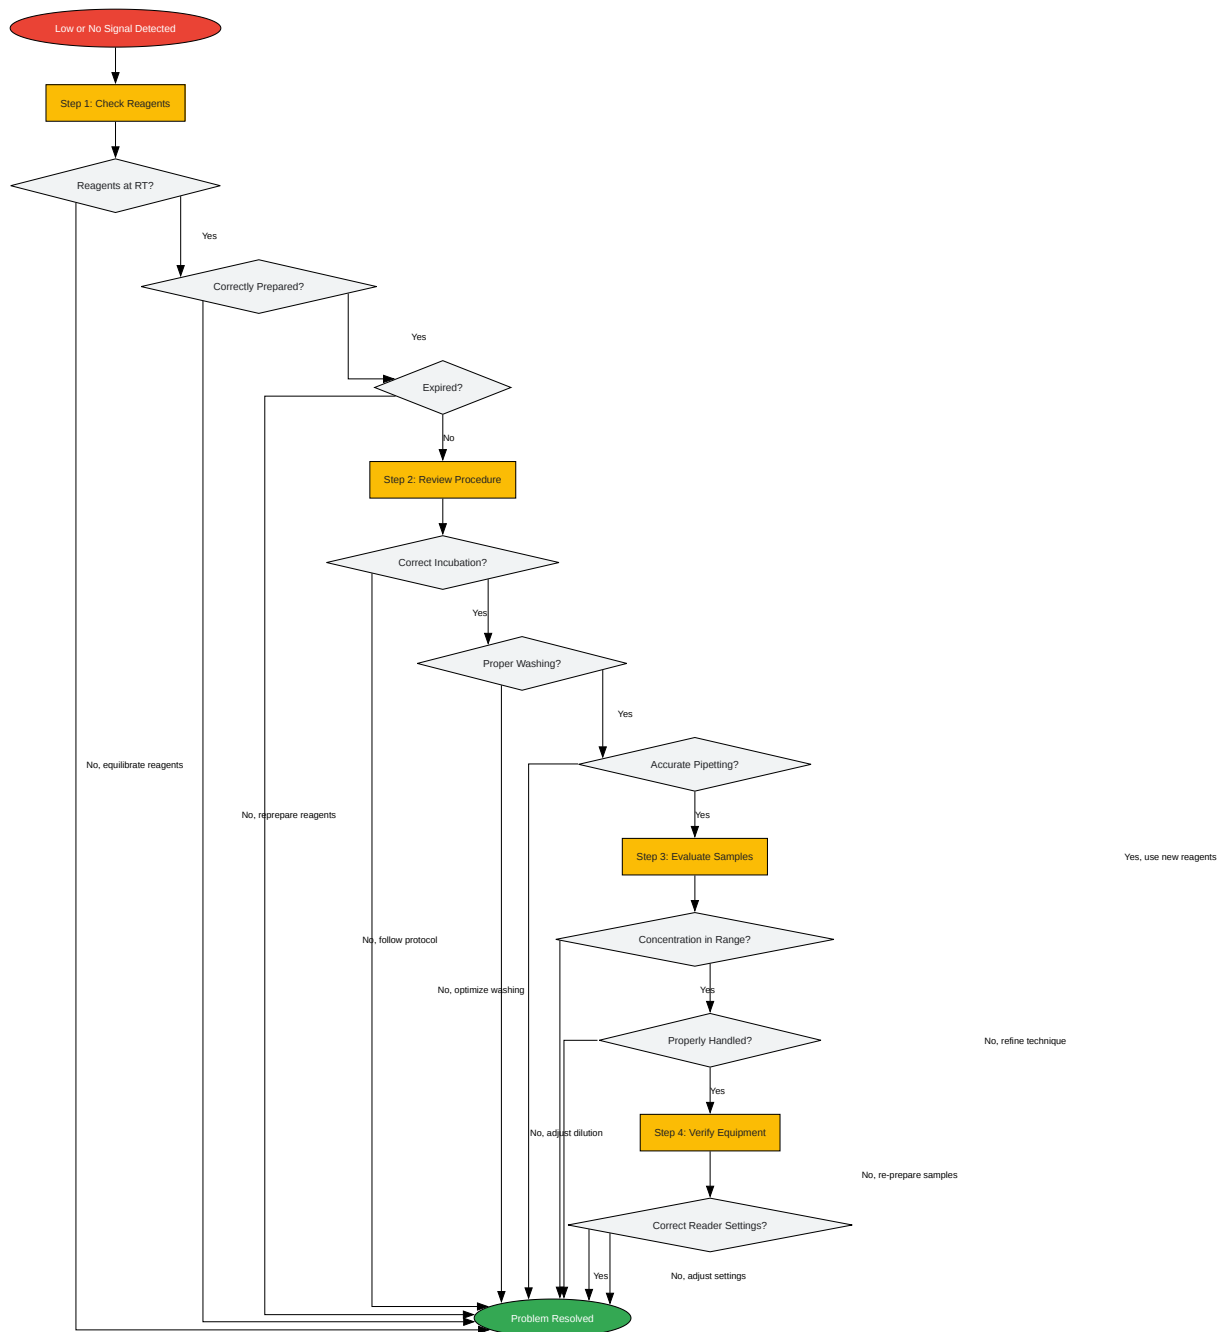 Low or No Signal Detected
Step 1: Check Reagents
Reagents at RT?
Yes
Correctly Prepared?
Yes
Expired?
No
Step 2: Review Procedure
Correct Incubation?
Yes
Proper Washing?
Yes
Accurate Pipetting?
No, equilibrate reagents
No, reprepare reagents
Yes
Step 3: Evaluate Samples
Yes, use new reagents
Concentration in Range?
No, follow protocol
No, optimize washing
Yes
Properly Handled?
No, refine technique
Yes
No, adjust dilution
Step 4: Verify Equipment
No, re-prepare samples
Correct Reader Settings?
Yes
No, adjust settings
Problem Resolved